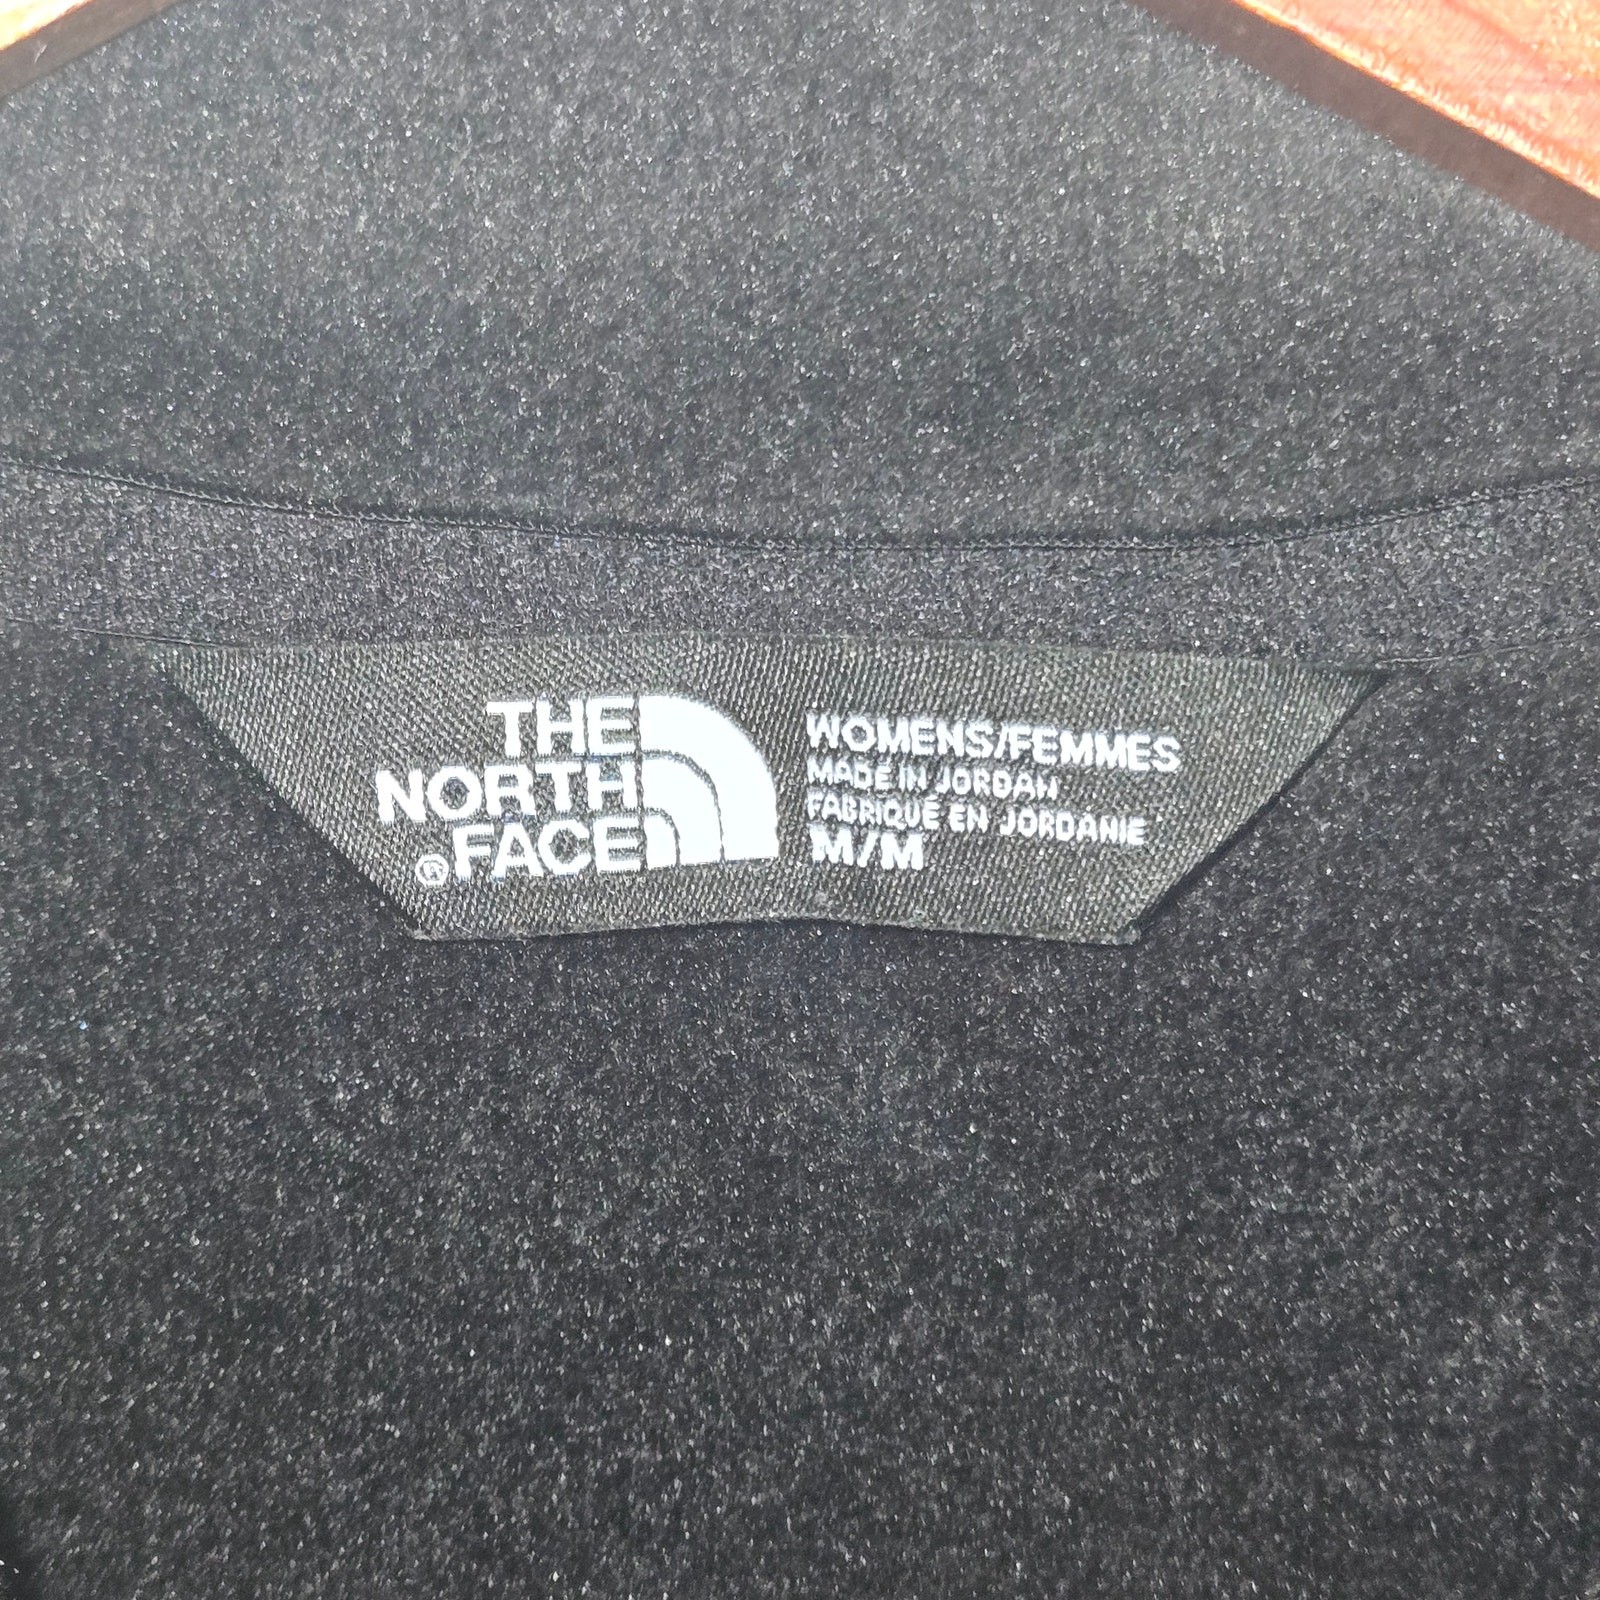 THE
NORTH
® FACE
WOMENS/FEMMES
MADE IN JORDAN
FABRIQUÉ EN JORDANIE
M/M